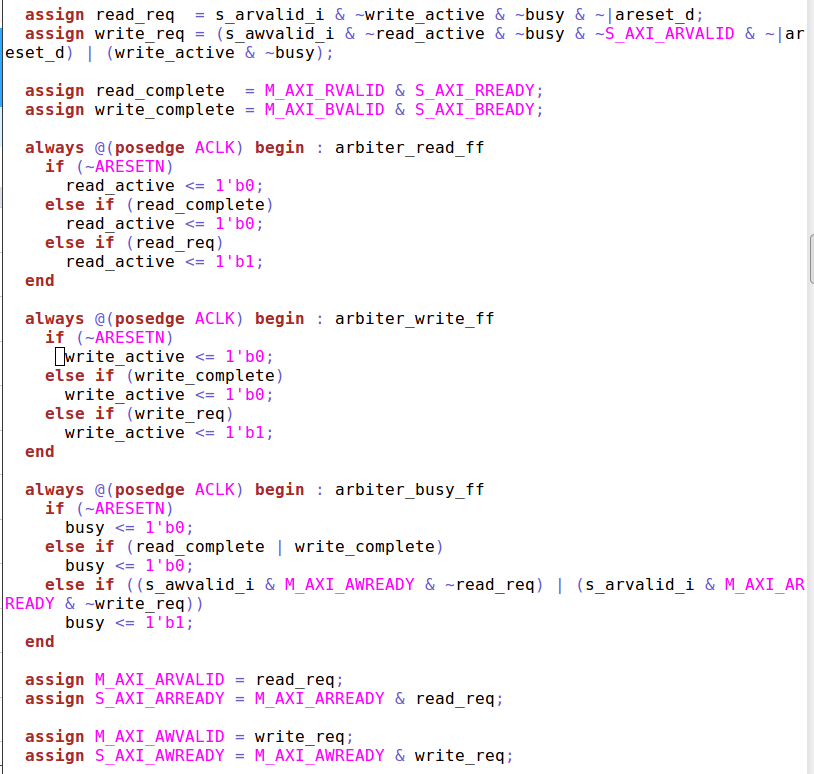 assign read_req  = s_arvalid_i & ~write_active & ~busy & ~|areset_d;
assign write_req = (s_awvalid_i & ~read_active & ~busy & ~S_AXI_ARVALID & ~|ar
eset_d) | (write_active & ~busy);
assign read_complete  = M_AXI_RVALID & S_AXI_RREADY;
assign write_complete = M_AXI_BVALID & S_AXI_BREADY;
always @(posedge ACLK) begin : arbiter_read_ff
if (~ARESETN)
read_active <= 1'b0;
else if (read_complete)
read_active <= 1'b0;
else if (read_req)
read_active <= 1'b1;
end
always @(posedge ACLK) begin : arbiter_write_ff
if (~ARESETN)
write_active <= 1'b0;
else if (write_complete)
write_active <= 1'b0;
else if (write_req)
write_active <= 1'b1;
end
always @(posedge ACLK) begin : arbiter_busy_ff
if (~ARESETN)
busy <= 1'b0;
else if (read_complete | write_complete)
busy <= 1'b0;
else if ((s_awvalid_i & M_AXI_AWREADY & ~read_req) | (s_arvalid_i & M_AXI_AR
READY & ~write_req))
busy <= 1'b1;
end
assign M_AXI_ARVALID = read_req;
assign S_AXI_ARREADY = M_AXI_ARREADY & read_req;
assign M_AXI_AWVALID = write_req;
assign S_AXI_AWREADY = M_AXI_AWREADY & write_req;